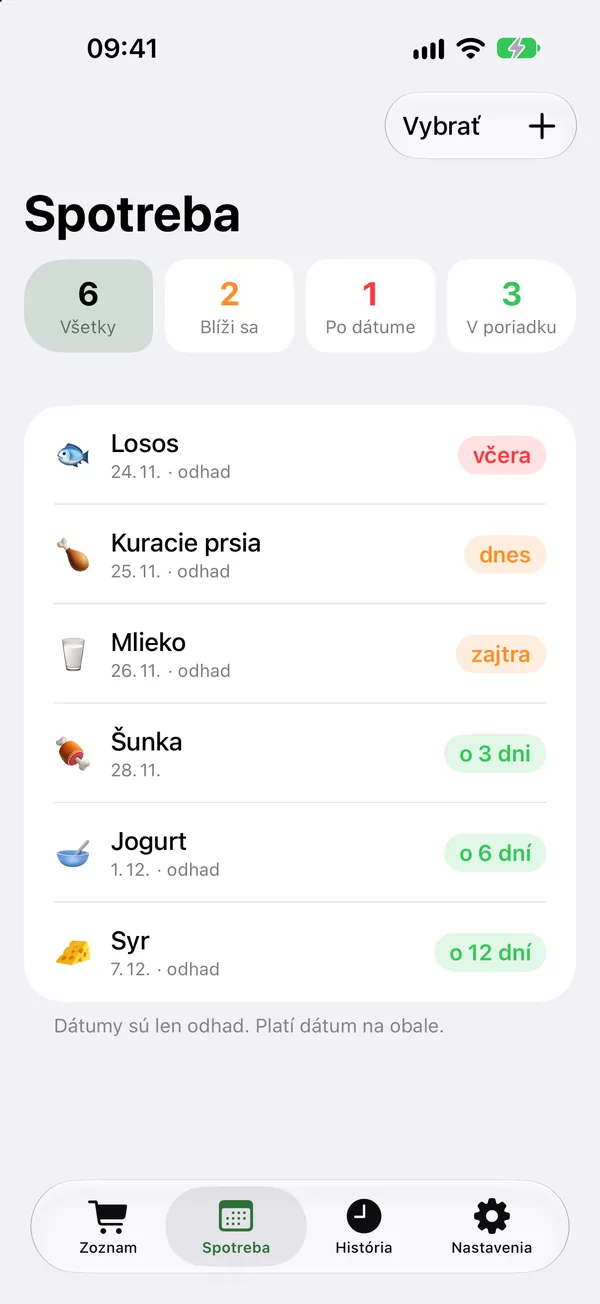 09:41
Vybrať
Spotreba
6
Všetky
2
Blíži sa
1
Po dátume
3
V poriadku
Losos
24. 11. · odhad
včera
Kuracie prsia
25. 11. · odhad
dnes
Mlieko
26. 11. · odhad
zajtra
Šunka
28. 11.
o 3 dni
Jogurt
1. 12. · odhad
o 6 dní
Syr
7. 12. · odhad
o 12 dní
Dátumy sú len odhad. Platí dátum na obale.
Zoznam
Spotreba
História
Nastavenia